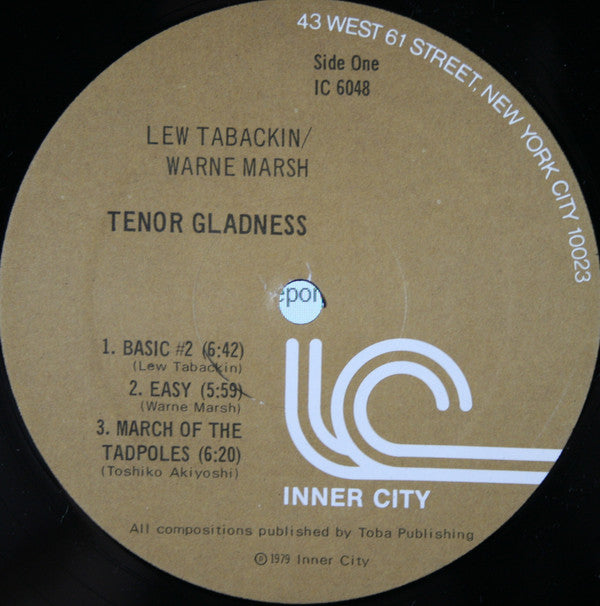 43 WEST 61 STREET, NEW YORK CITY 10023
Side One
IC 6048
LEW TABACKIN/
WARNE MARSH
TENOR GLADNESS
epor
1. BASIC #2 (6:42)
(Lew Tabackin)
2. EASY (5:59)
(Warne Marsh)
3. MARCH OF THE
TADPOLES (6:20)
(Toshiko Akiyoshi)
IC
INNER CITY
All compositions published by Toba Publishing
℗ 1979 Inner City